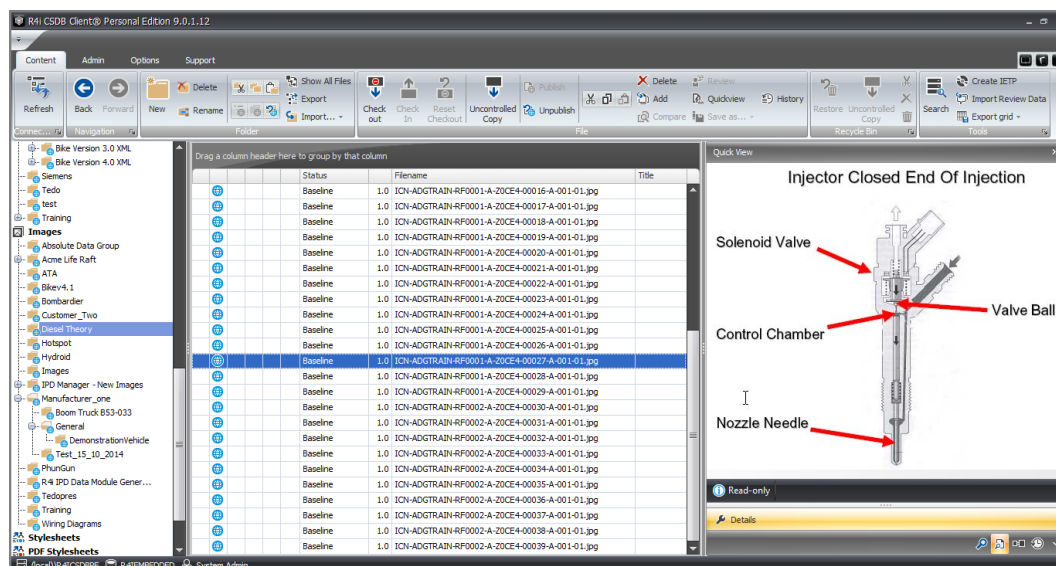 R4i CSDB Client® Personal Edition 9.0.1.12
Content Admin Options Support
Refresh
Back
Forward
New
Delete
Rename
Show All Files
Export
Import... -
Check out
Check In
Reset Checkout
Uncontrolled Copy
Publish
Unpublish
Delete
Add
Compare
Review
Quickview
Save as...
History
Restore
Uncontrolled Copy
Search
Create IETP
Import Review Data
Export grid
Connec... Navigation Folder File Recycle Bin Tools
Bike Version 3.0 XML
Bike Version 4.0 XML
Siemens
Tedo
test
Training
Images
Absolute Data Group
Acme Life Raft
ATA
Bikev4.1
Bombardier
Customer_Two
Diesel Theory
Hotspot
Hydroid
Images
IPD Manager - New Images
Manufacturer_one
Boom Truck B53-033
General
DemonstrationVehicle
Test_15_10_2014
PhunGun
R4i IPD Data Module Gener...
Tedopres
Training
Wiring Diagrams
Stylesheets
PDF Stylesheets
Drag a column header here to group by that column
Status Filename Title
Baseline 1.0 ICN-ADGTRAIN-RF0001-A-Z0CE4-00016-A-001-01.jpg
Baseline 1.0 ICN-ADGTRAIN-RF0001-A-Z0CE4-00017-A-001-01.jpg
Baseline 1.0 ICN-ADGTRAIN-RF0001-A-Z0CE4-00018-A-001-01.jpg
Baseline 1.0 ICN-ADGTRAIN-RF0001-A-Z0CE4-00019-A-001-01.jpg
Baseline 1.0 ICN-ADGTRAIN-RF0001-A-Z0CE4-00020-A-001-01.jpg
Baseline 1.0 ICN-ADGTRAIN-RF0001-A-Z0CE4-00021-A-001-01.jpg
Baseline 1.0 ICN-ADGTRAIN-RF0001-A-Z0CE4-00022-A-001-01.jpg
Baseline 1.0 ICN-ADGTRAIN-RF0001-A-Z0CE4-00023-A-001-01.jpg
Baseline 1.0 ICN-ADGTRAIN-RF0001-A-Z0CE4-00024-A-001-01.jpg
Baseline 1.0 ICN-ADGTRAIN-RF0001-A-Z0CE4-00025-A-001-01.jpg
Baseline 1.0 ICN-ADGTRAIN-RF0001-A-Z0CE4-00026-A-001-01.jpg
Baseline 1.0 ICN-ADGTRAIN-RF0001-A-Z0CE4-00027-A-001-01.jpg
Baseline 1.0 ICN-ADGTRAIN-RF0001-A-Z0CE4-00028-A-001-01.jpg
Baseline 1.0 ICN-ADGTRAIN-RF0001-A-Z0CE4-00029-A-001-01.jpg
Baseline 1.0 ICN-ADGTRAIN-RF0002-A-Z0CE4-00030-A-001-01.jpg
Baseline 1.0 ICN-ADGTRAIN-RF0002-A-Z0CE4-00031-A-001-01.jpg
Baseline 1.0 ICN-ADGTRAIN-RF0002-A-Z0CE4-00032-A-001-01.jpg
Baseline 1.0 ICN-ADGTRAIN-RF0002-A-Z0CE4-00033-A-001-01.jpg
Baseline 1.0 ICN-ADGTRAIN-RF0002-A-Z0CE4-00034-A-001-01.jpg
Baseline 1.0 ICN-ADGTRAIN-RF0002-A-Z0CE4-00035-A-001-01.jpg
Baseline 1.0 ICN-ADGTRAIN-RF0002-A-Z0CE4-00036-A-001-01.jpg
Baseline 1.0 ICN-ADGTRAIN-RF0002-A-Z0CE4-00037-A-001-01.jpg
Baseline 1.0 ICN-ADGTRAIN-RF0002-A-Z0CE4-00038-A-001-01.jpg
Baseline 1.0 ICN-ADGTRAIN-RF0002-A-Z0CE4-00039-A-001-01.jpg
Quick View
Injector Closed End Of Injection
Solenoid Valve
Valve Ball
Control Chamber
Nozzle Needle
Read-only
Details
(local)\R4ICSDBPE R4IEMBEDDED System Admin